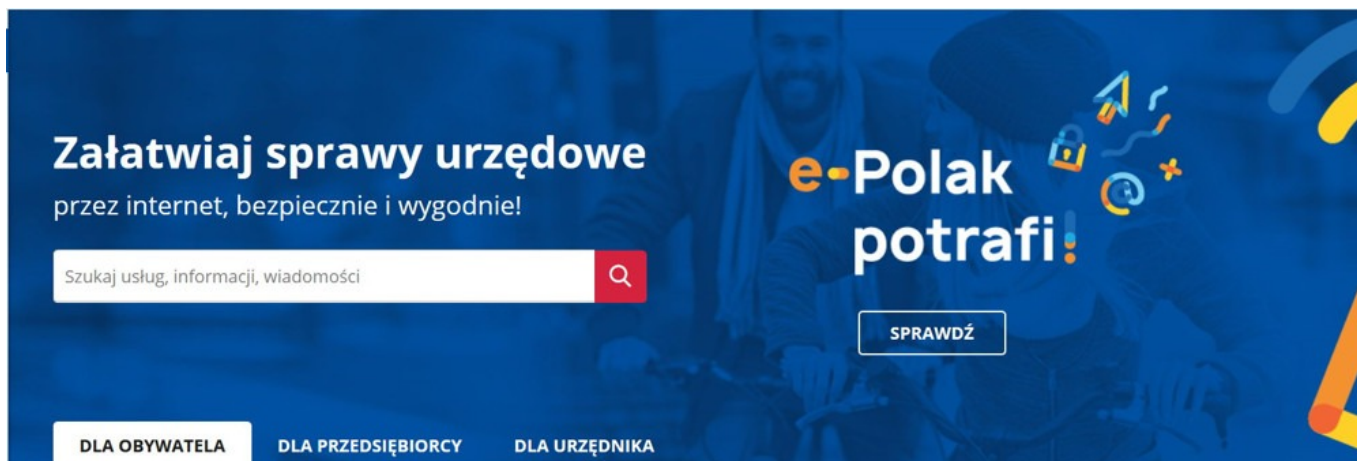 Załatwiaj sprawy urzędowe
przez internet, bezpiecznie i wygodnie!
Szukaj usług, informacji, wiadomości
e-Polak
potrafi!
SPRAWDŹ
DLA OBYWATELA DLA PRZEDSIĘBIORCY DLA URZĘDNIKA